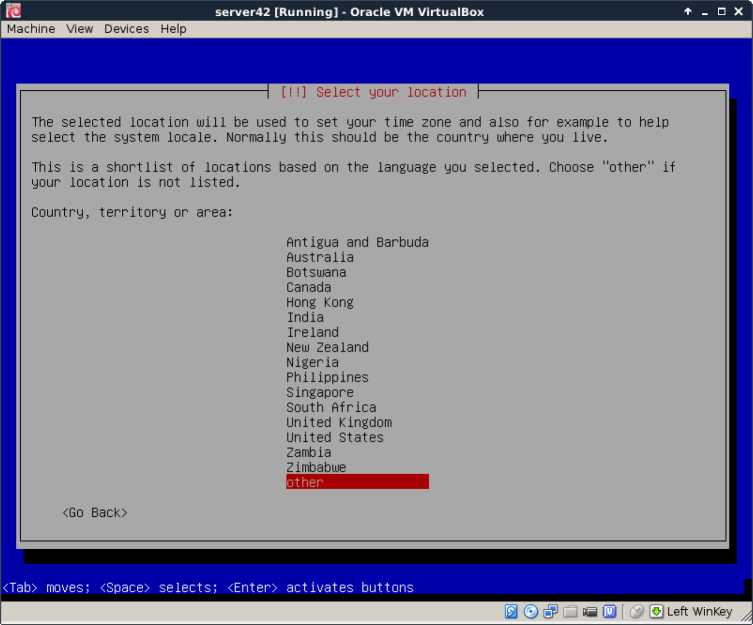 server42 [Running] - Oracle VM VirtualBox
Machine View Devices Help
[!!] Select your location
The selected location will be used to set your time zone and also for example to help
select the system locale. Normally this should be the country where you live.
This is a shortlist of locations based on the language you selected. Choose "other" if
your location is not listed.
Country, territory or area:
Antigua and Barbuda
Australia
Botswana
Canada
Hong Kong
India
Ireland
New Zealand
Nigeria
Philippines
Singapore
South Africa
United Kingdom
United States
Zambia
Zimbabwe
other
<Go Back>
<Tab> moves; <Space> selects; <Enter> activates buttons
Left WinKey